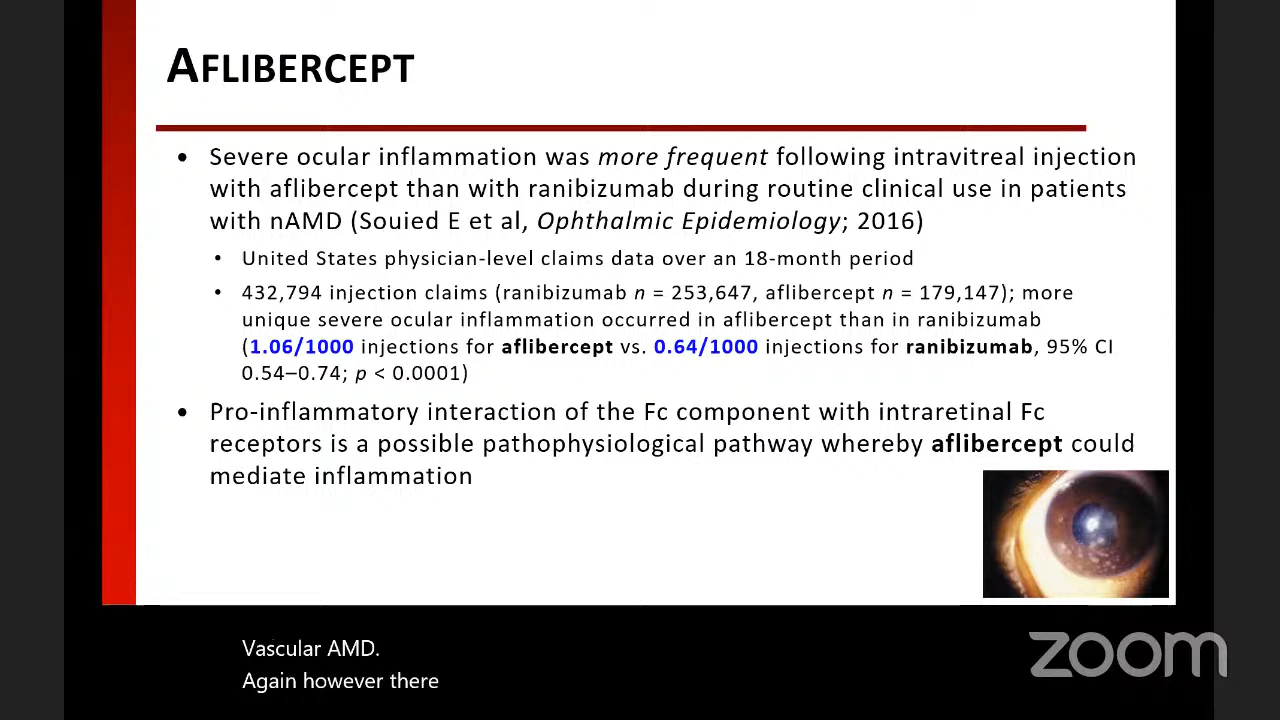 AFLIBERCEPT
• Severe ocular inflammation was more frequent following intravitreal injection
with aflibercept than with ranibizumab during routine clinical use in patients
with nAMD (Souied E et al, Ophthalmic Epidemiology; 2016)
• United States physician-level claims data over an 18-month period
• 432,794 injection claims (ranibizumab n = 253,647, aflibercept n = 179,147); more
unique severe ocular inflammation occurred in aflibercept than in ranibizumab
(1.06/1000 injections for aflibercept vs. 0.64/1000 injections for ranibizumab, 95% CI
0.54–0.74; p < 0.0001)
• Pro-inflammatory interaction of the Fc component with intraretinal Fc
receptors is a possible pathophysiological pathway whereby aflibercept could
mediate inflammation
Vascular AMD.
Again however there
zoom